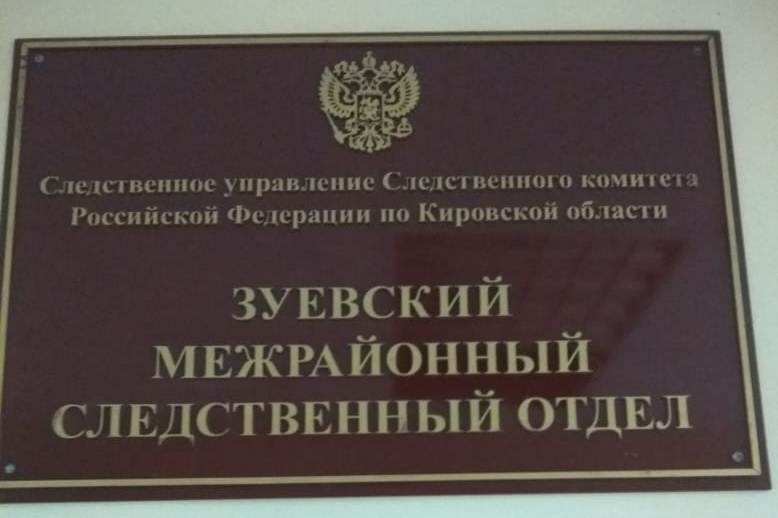 Следственное управление Следственного комитета
Российской Федерации по Кировской области
ЗУЕВСКИЙ
МЕЖРАЙОННЫЙ
СЛЕДСТВЕННЫЙ ОТДЕЛ